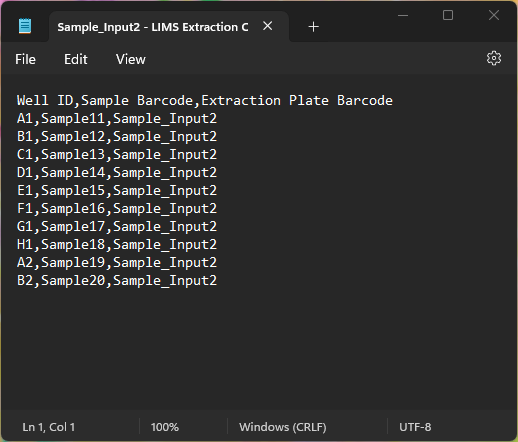 Sample_Input2 - LIMS Extraction C
File Edit View
Well ID,Sample Barcode,Extraction Plate Barcode
A1,Sample11,Sample_Input2
B1,Sample12,Sample_Input2
C1,Sample13,Sample_Input2
D1,Sample14,Sample_Input2
E1,Sample15,Sample_Input2
F1,Sample16,Sample_Input2
G1,Sample17,Sample_Input2
H1,Sample18,Sample_Input2
A2,Sample19,Sample_Input2
B2,Sample20,Sample_Input2
Ln 1, Col 1 100% Windows (CRLF) UTF-8